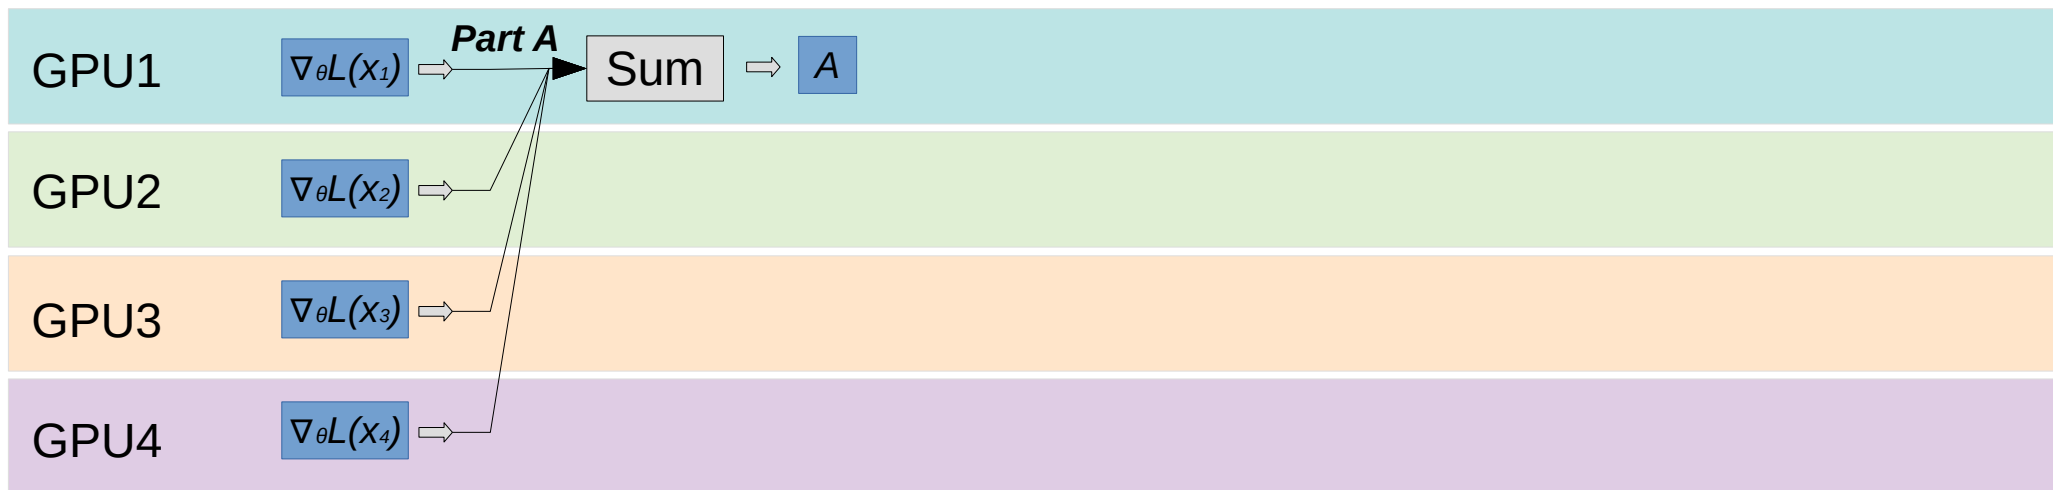 Part A
GPU1 ∇θL(x1) Sum A
GPU2 ∇θL(x2)
GPU3 ∇θL(x3)
GPU4 ∇θL(x4)